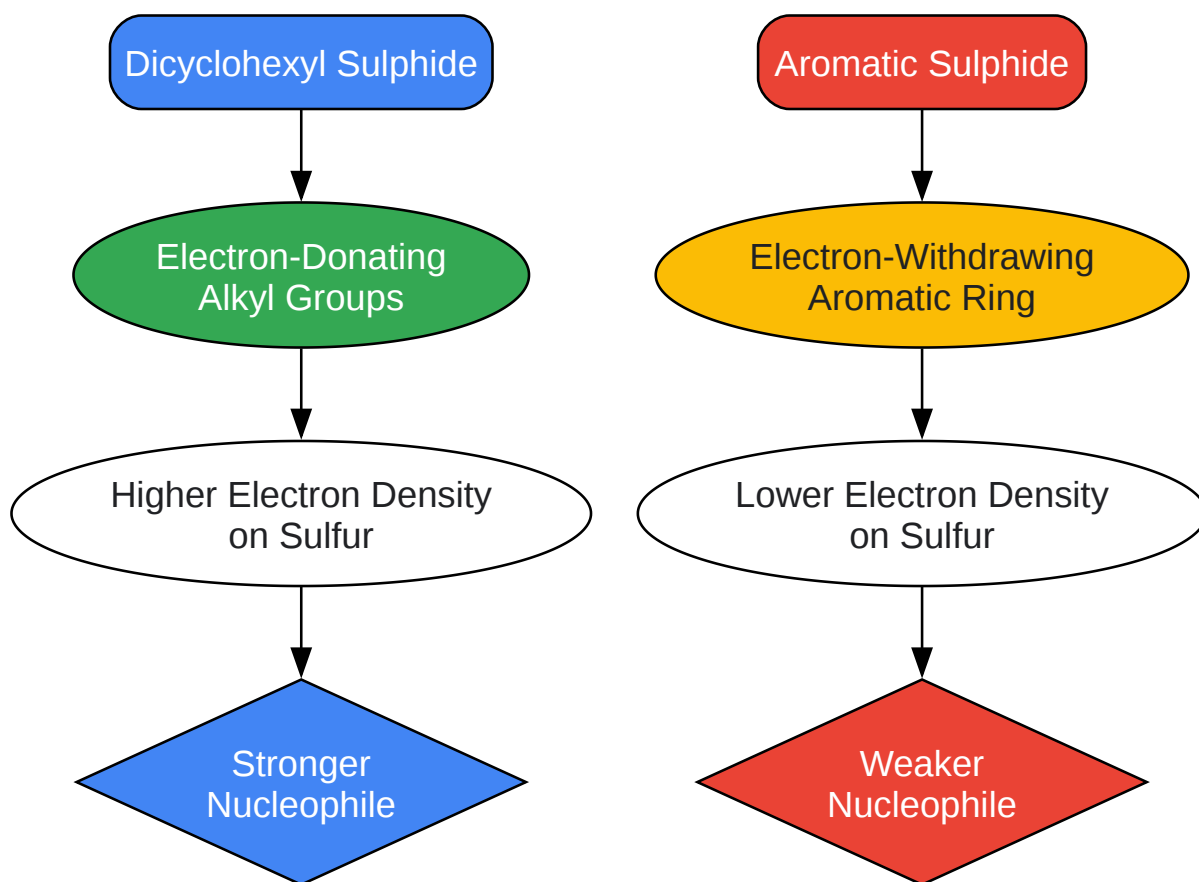 Dicyclohexyl Sulphide
Aromatic Sulphide
Electron-Donating
Alkyl Groups
Electron-Withdrawing
Aromatic Ring
Higher Electron Density
on Sulfur
Lower Electron Density
on Sulfur
Stronger
Nucleophile
Weaker
Nucleophile